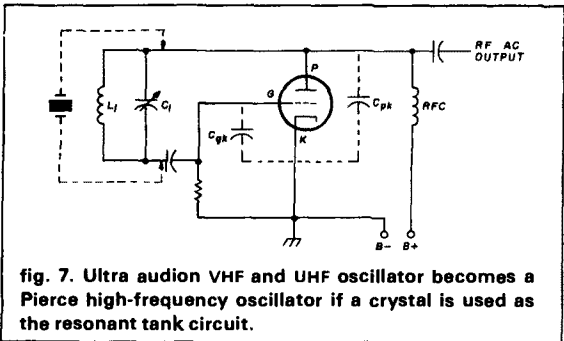 RF AC
OUTPUT
P
G
K
L1
C1
Cgk
Cpk
RFC
B-
B+
fig. 7. Ultra audion VHF and UHF oscillator becomes a
Pierce high-frequency oscillator if a crystal is used as
the resonant tank circuit.